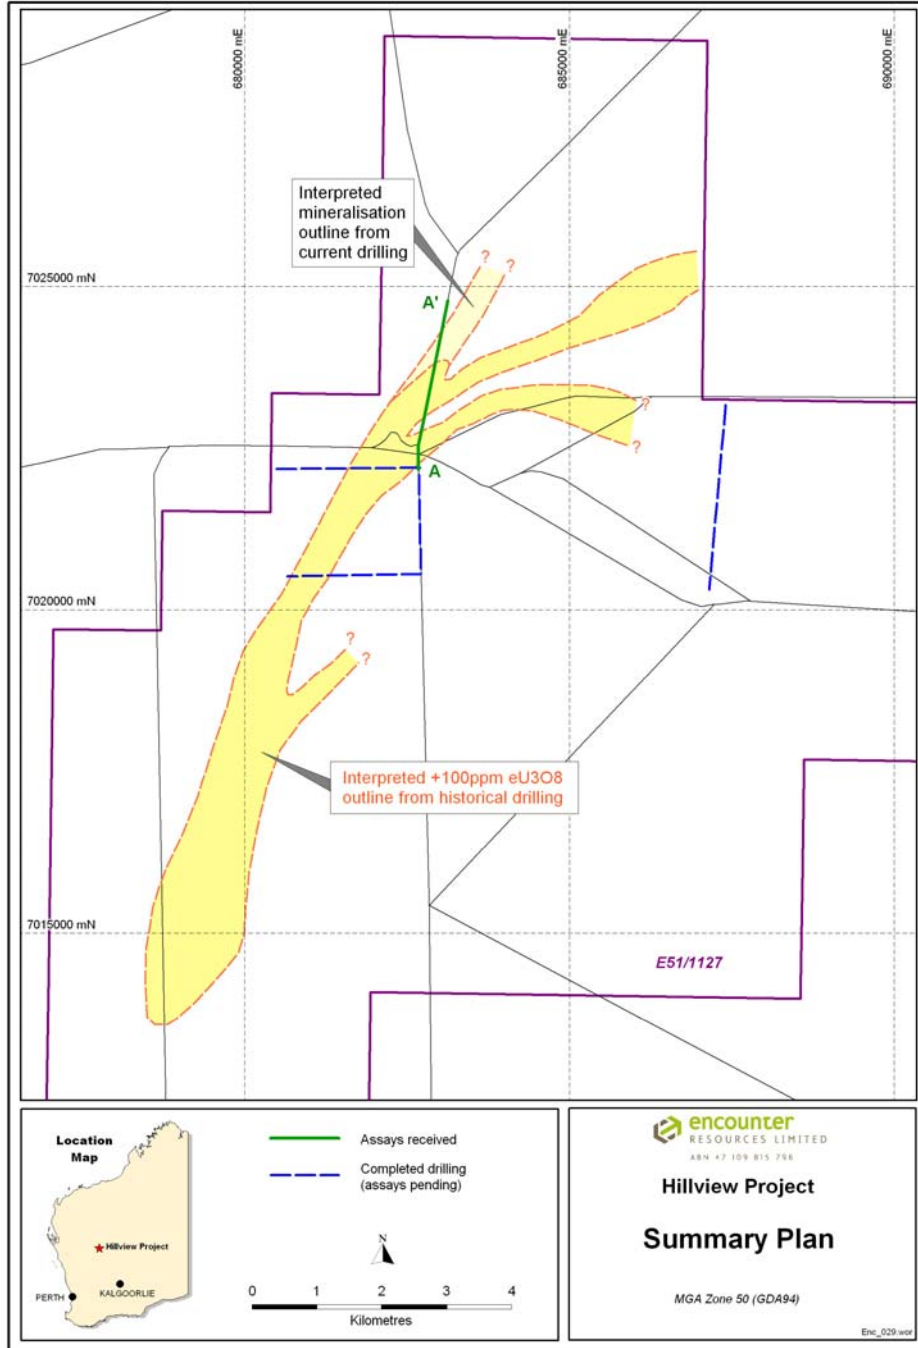 680000 mE
685000 mE
690000 mE
Interpreted
mineralisation
outline from
current drilling
?
?
7025000 mN
A'
?
?
A
7020000 mN
?
?
Interpreted +100ppm eU3O8
outline from historical drilling
7015000 mN
E51/1127
Location
Map
Hillview Project
PERTH
KALGOORLIE
Assays received
Completed drilling
(assays pending)
N
0 1 2 3 4
Kilometres
encounter
RESOURCES LIMITED
ABN 47 109 815 796
Hillview Project
Summary Plan
MGA Zone 50 (GDA94)
Enc_029.wor